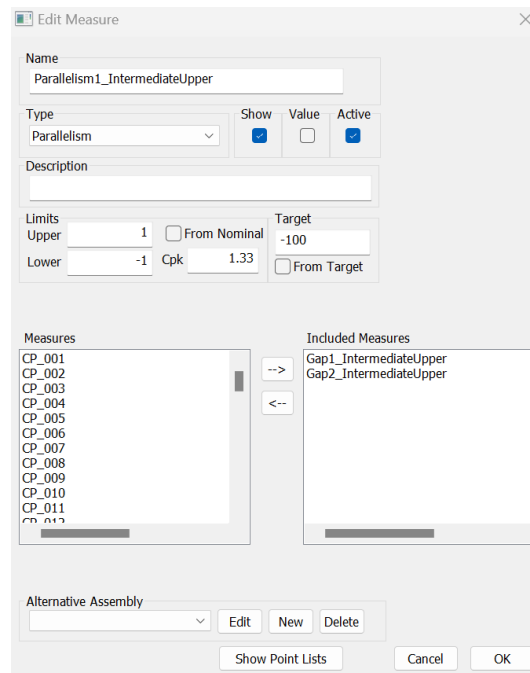 Edit Measure
Name
Parallelism1_IntermediateUpper
Type Show Value Active
Parallelism
Description
Limits Target
Upper 1 From Nominal
-100
Lower -1 Cpk 1.33
From Target
Measures Included Measures
CP_001 Gap1_IntermediateUpper
CP_002 --> Gap2_IntermediateUpper
CP_003
CP_004
CP_005 <--
CP_006
CP_007
CP_008
CP_009
CP_010
CP_011
CP_012
Alternative Assembly
Edit New Delete
Show Point Lists Cancel OK